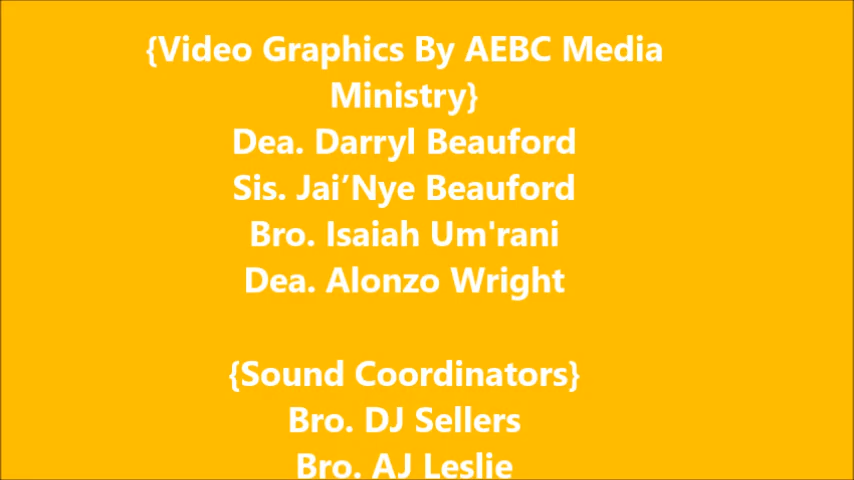 {Video Graphics By AEBC Media
Ministry}
Dea. Darryl Beauford
Sis. Jai’Nye Beauford
Bro. Isaiah Um'rani
Dea. Alonzo Wright
{Sound Coordinators}
Bro. DJ Sellers
Bro. AJ Leslie